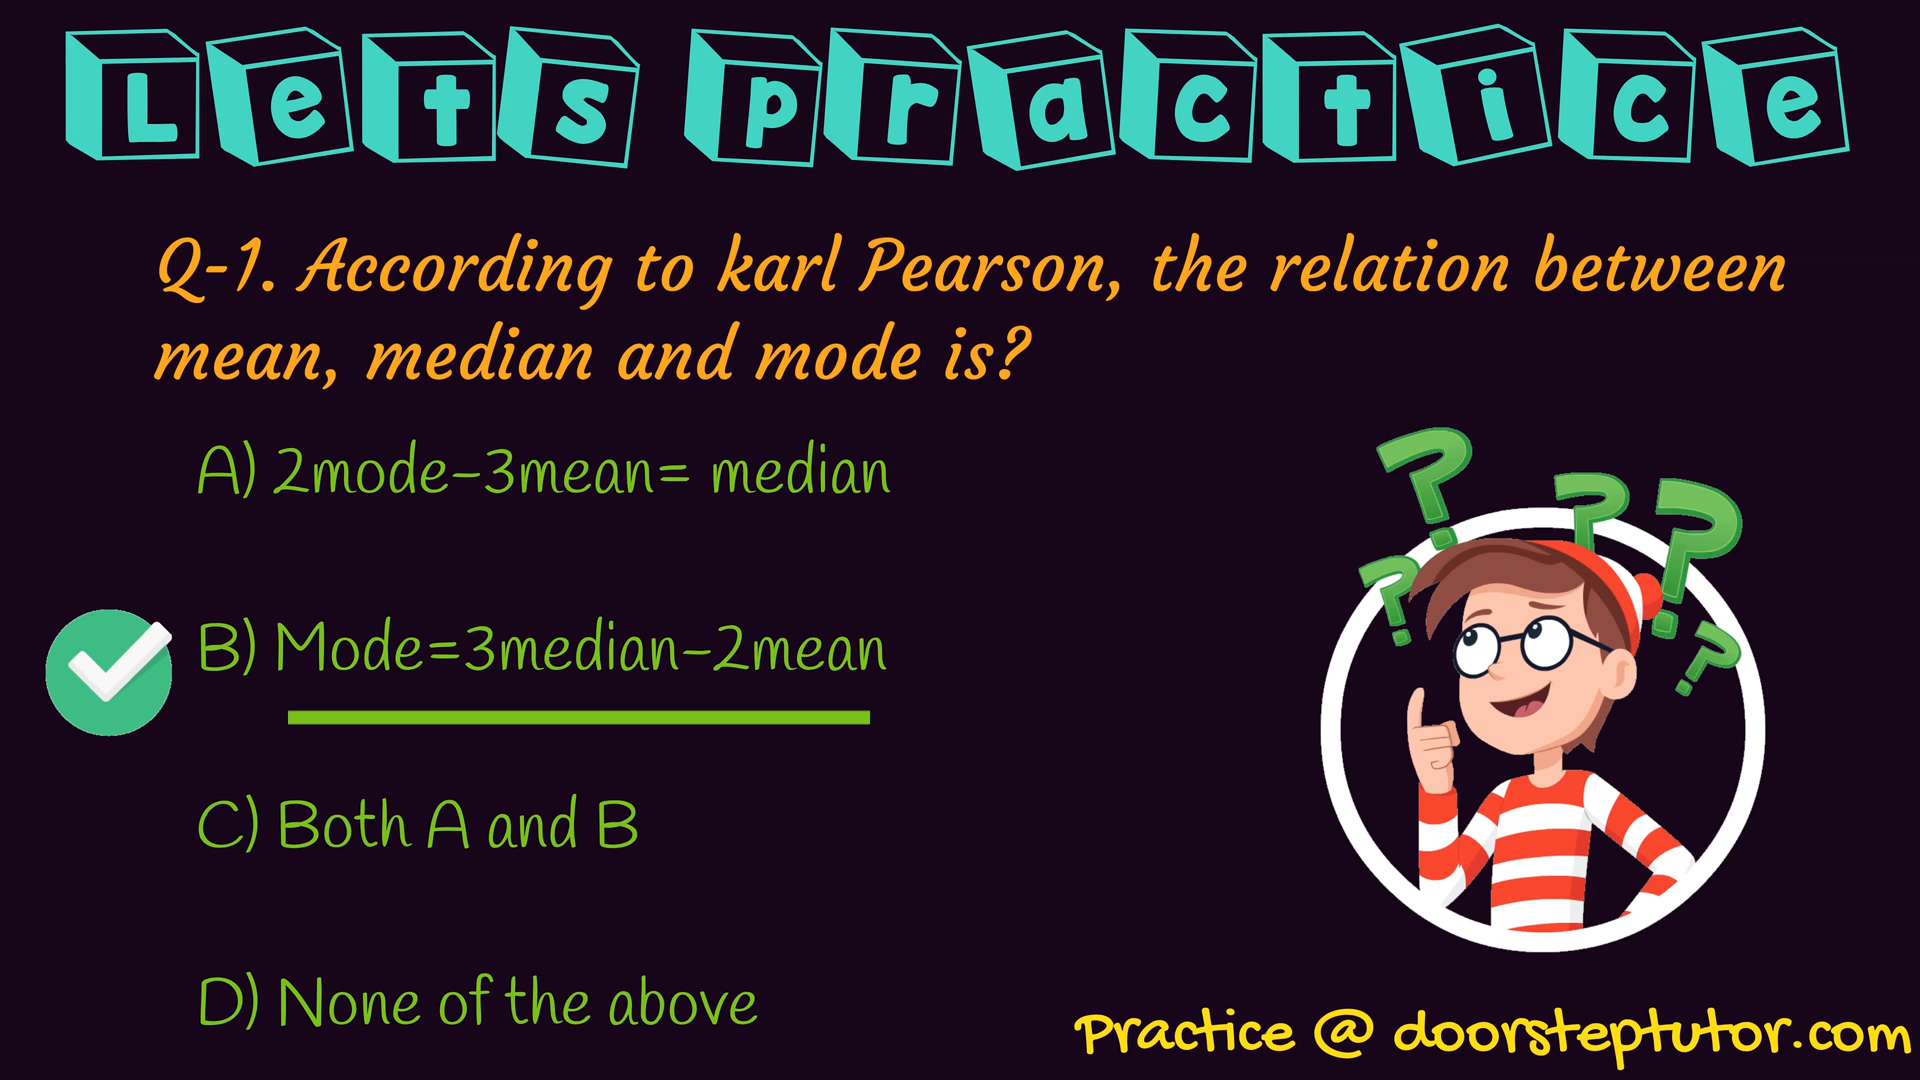 Lets practice
Q-1. According to karl Pearson, the relation between
mean, median and mode is?
A) 2mode-3mean= median
B) Mode=3median-2mean
C) Both A and B
D) None of the above
Practice @ doorsteptutor.com